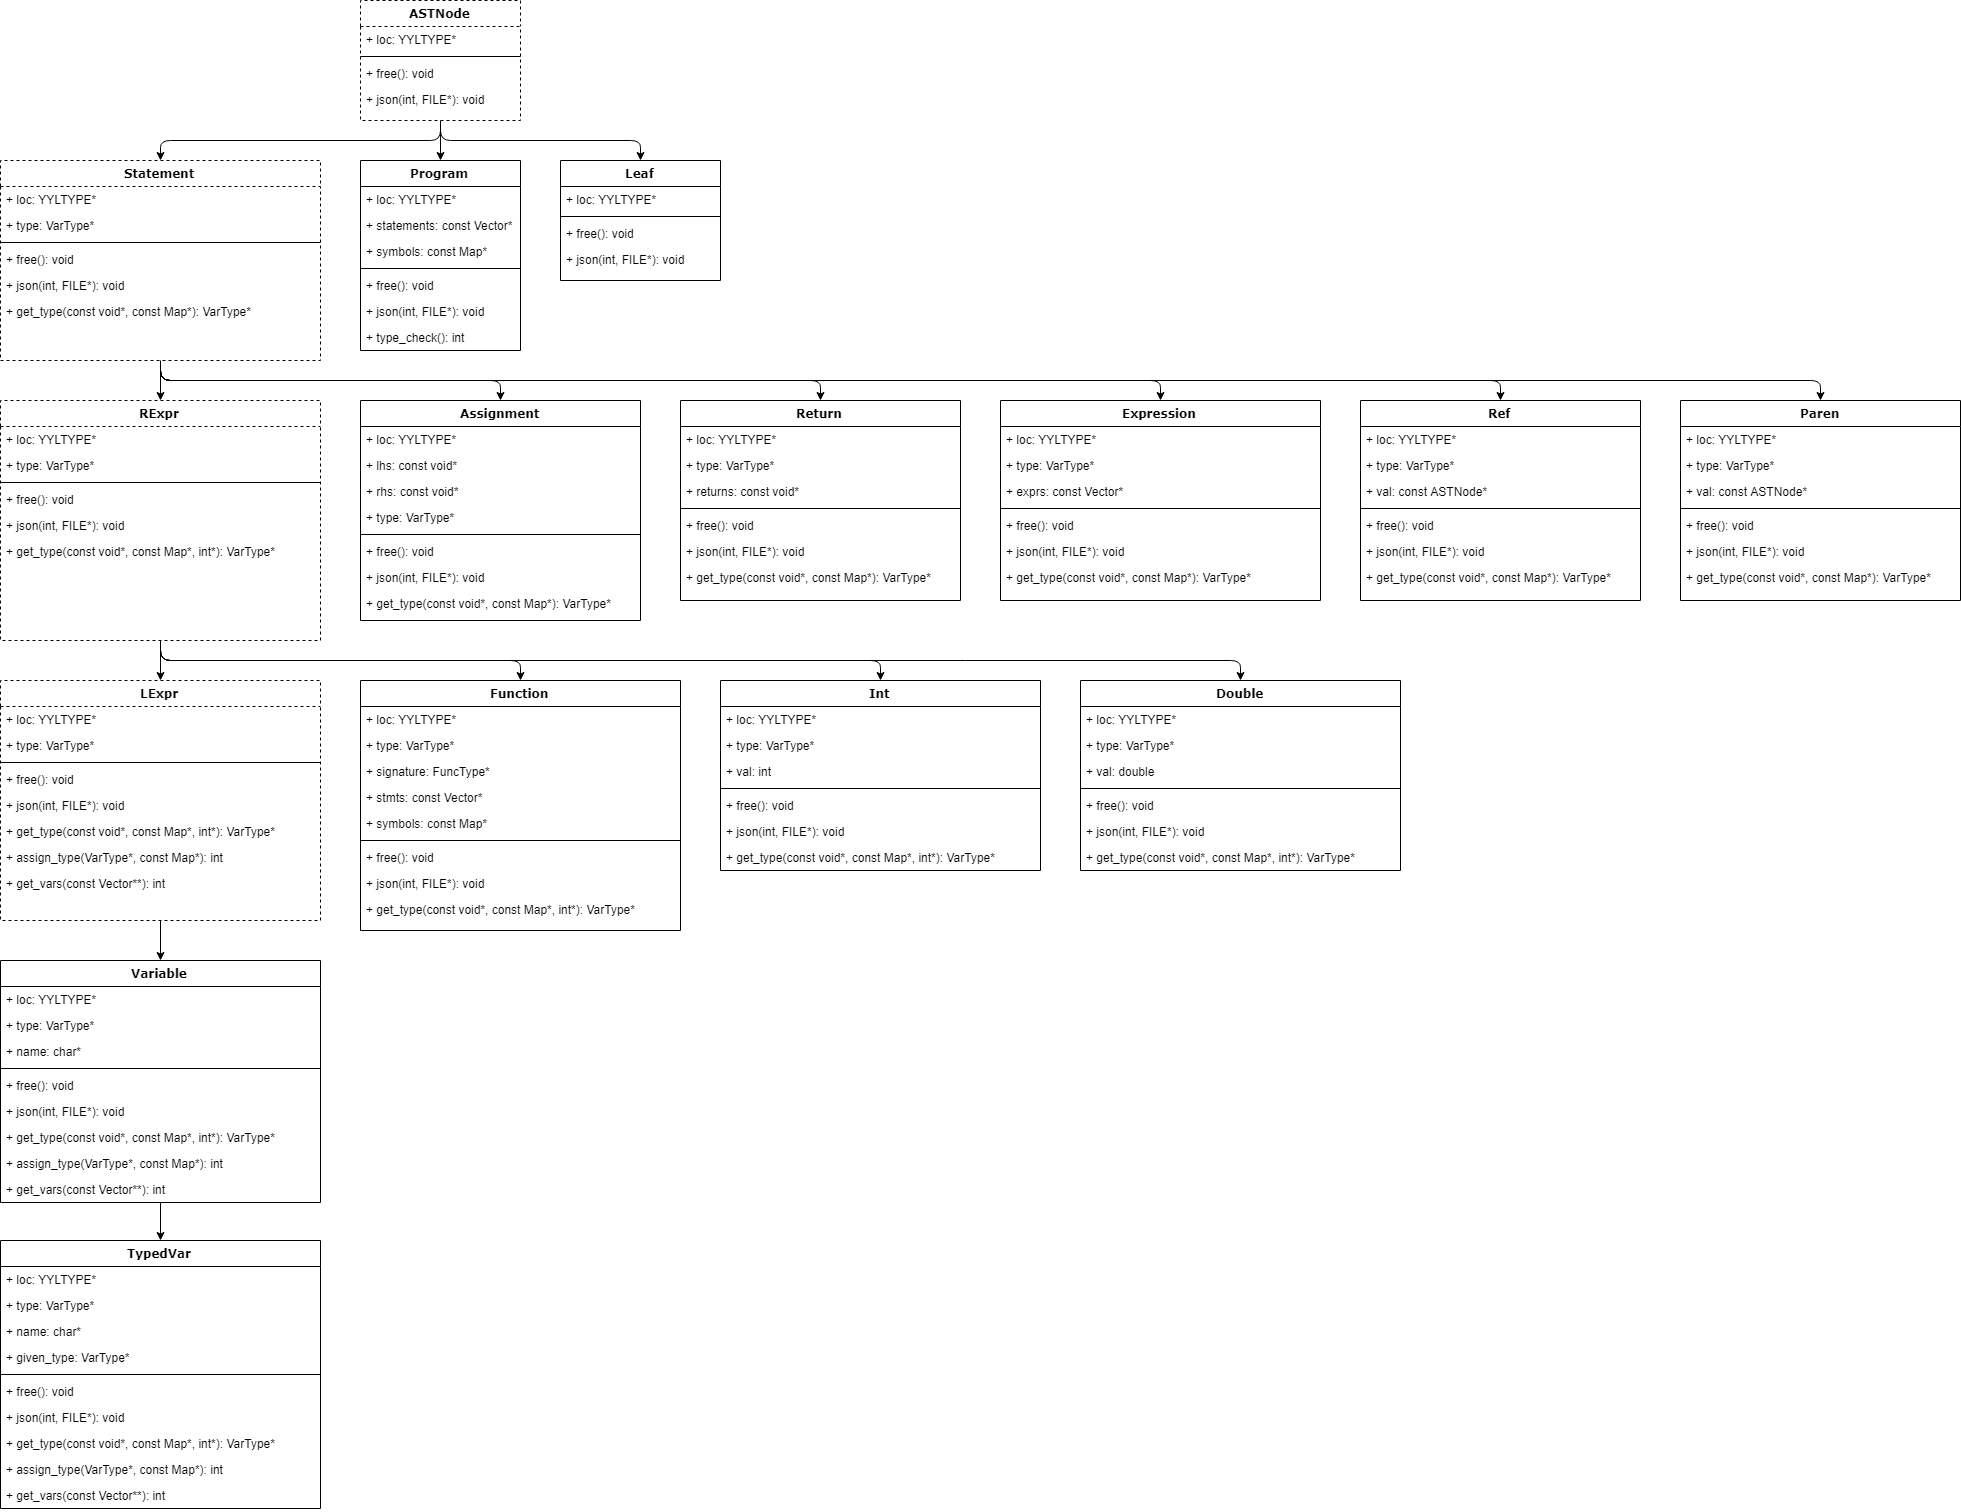 ASTNode
+ loc: YYLTYPE*
+ free(): void
+ json(int, FILE*): void
Statement
+ loc: YYLTYPE*
+ type: VarType*
+ free(): void
+ json(int, FILE*): void
+ get_type(const void*, const Map*): VarType*
Program
+ loc: YYLTYPE*
+ statements: const Vector*
+ symbols: const Map*
+ free(): void
+ json(int, FILE*): void
+ type_check(): int
Leaf
+ loc: YYLTYPE*
+ free(): void
+ json(int, FILE*): void
RExpr
+ loc: YYLTYPE*
+ type: VarType*
+ free(): void
+ json(int, FILE*): void
+ get_type(const void*, const Map*, int*): VarType*
Assignment
+ loc: YYLTYPE*
+ lhs: const void*
+ rhs: const void*
+ type: VarType*
+ free(): void
+ json(int, FILE*): void
+ get_type(const void*, const Map*): VarType*
Return
+ loc: YYLTYPE*
+ type: VarType*
+ returns: const void*
+ free(): void
+ json(int, FILE*): void
+ get_type(const void*, const Map*): VarType*
Expression
+ loc: YYLTYPE*
+ type: VarType*
+ exprs: const Vector*
+ free(): void
+ json(int, FILE*): void
+ get_type(const void*, const Map*): VarType*
Ref
+ loc: YYLTYPE*
+ type: VarType*
+ val: const ASTNode*
+ free(): void
+ json(int, FILE*): void
+ get_type(const void*, const Map*): VarType*
Paren
+ loc: YYLTYPE*
+ type: VarType*
+ val: const ASTNode*
+ free(): void
+ json(int, FILE*): void
+ get_type(const void*, const Map*): VarType*
LExpr
+ loc: YYLTYPE*
+ type: VarType*
+ free(): void
+ json(int, FILE*): void
+ get_type(const void*, const Map*, int*): VarType*
+ assign_type(VarType*, const Map*): int
+ get_vars(const Vector**): int
Function
+ loc: YYLTYPE*
+ type: VarType*
+ signature: FuncType*
+ stmts: const Vector*
+ symbols: const Map*
+ free(): void
+ json(int, FILE*): void
+ get_type(const void*, const Map*, int*): VarType*
Int
+ loc: YYLTYPE*
+ type: VarType*
+ val: int
+ free(): void
+ json(int, FILE*): void
+ get_type(const void*, const Map*, int*): VarType*
Double
+ loc: YYLTYPE*
+ type: VarType*
+ val: double
+ free(): void
+ json(int, FILE*): void
+ get_type(const void*, const Map*, int*): VarType*
Variable
+ loc: YYLTYPE*
+ type: VarType*
+ name: char*
+ free(): void
+ json(int, FILE*): void
+ get_type(const void*, const Map*, int*): VarType*
+ assign_type(VarType*, const Map*): int
+ get_vars(const Vector**): int
TypedVar
+ loc: YYLTYPE*
+ type: VarType*
+ name: char*
+ given_type: VarType*
+ free(): void
+ json(int, FILE*): void
+ get_type(const void*, const Map*, int*): VarType*
+ assign_type(VarType*, const Map*): int
+ get_vars(const Vector**): int